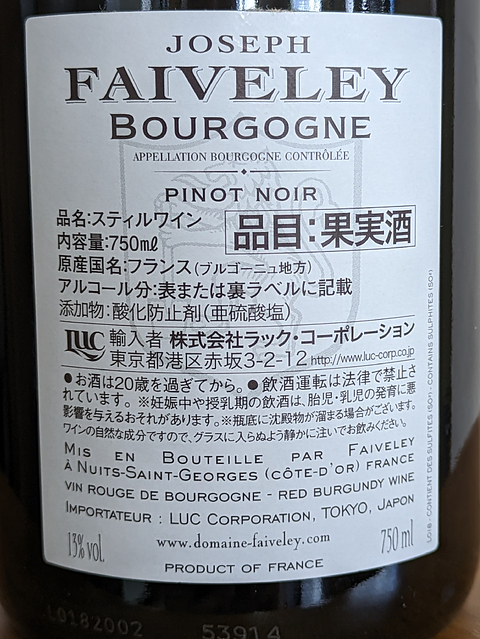 JOSEPH
FAIVELEY
BOURGOGNE
APPELLATION BOURGOGNE CONTRÔLÉE
PINOT NOIR
品名:スティルワイン
内容量:750mℓ
品目:果実酒
原産国名:フランス(ブルゴーニュ地方)
アルコール分:表または裏ラベルに記載
添加物:酸化防止剤(亜硫酸塩)
LUC 輸入者 株式会社ラック・コーポレーション
東京都港区赤坂3-2-12 http://www.luc-corp.co.jp
●お酒は20歳を過ぎてから。●飲酒運転は法律で禁止さ
れています。※妊娠中や授乳期の飲酒は、胎児・乳児の発育に悪
影響を与えるおそれがあります。※瓶底に沈殿物が溜まる場合がございます。
ワインの自然な成分ですので、グラスに入らぬよう静かに注いでお飲みください。
MIS EN BOUTEILLE PAR FAIVELEY
À NUITS-SAINT-GEORGES (CÔTE-D'OR) FRANCE
VIN ROUGE DE BOURGOGNE - RED BURGUNDY WINE
IMPORTATEUR : LUC CORPORATION, TOKYO, JAPON
13% vol.
www.domaine-faiveley.com
750 ml
PRODUCT OF FRANCE
L018 - CONTIENT DES SULFITES (SO²) - CONTAINS SULPHITES (SO²)
L0182002
53914